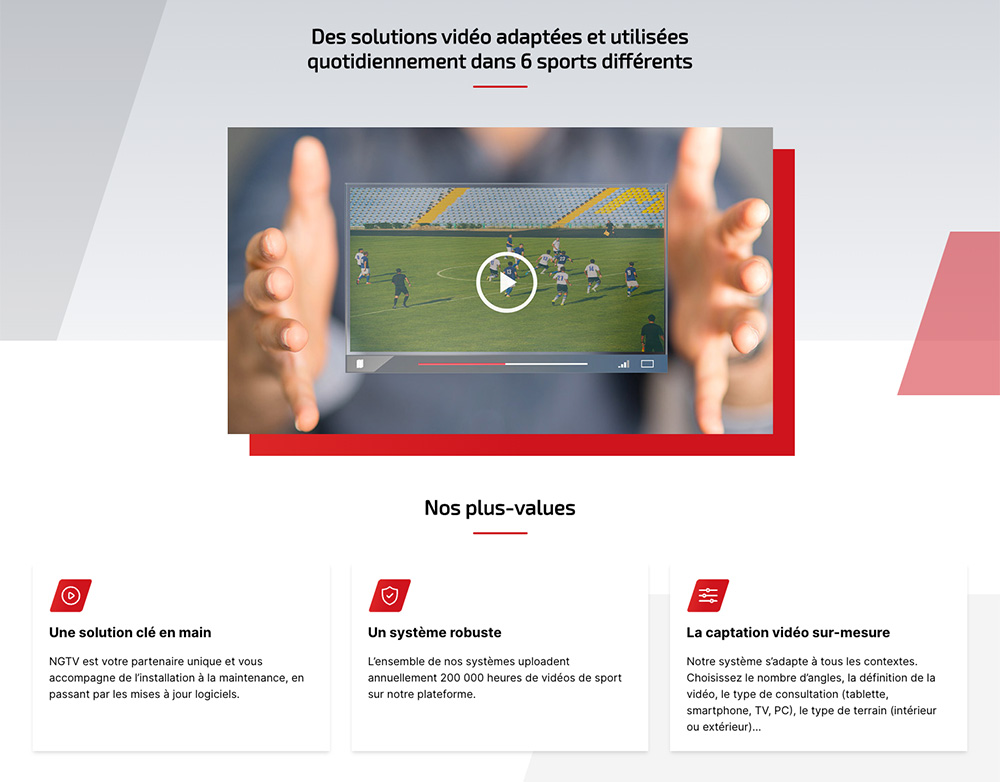 Des solutions vidéo adaptées et utilisées
quotidiennement dans 6 sports différents
Nos plus-values
Une solution clé en main
NGTV est votre partenaire unique et vous
accompagne de l’installation à la maintenance, en
passant par les mises à jour logiciels.
Un système robuste
L’ensemble de nos systèmes uploadent
annuellement 200 000 heures de vidéos de sport
sur notre plateforme.
La captation vidéo sur-mesure
Notre système s’adapte à tous les contextes.
Choisissez le nombre d’angles, la définition de la
vidéo, le type de consultation (tablette,
smartphone, TV, PC), le type de terrain (intérieur
ou extérieur)...